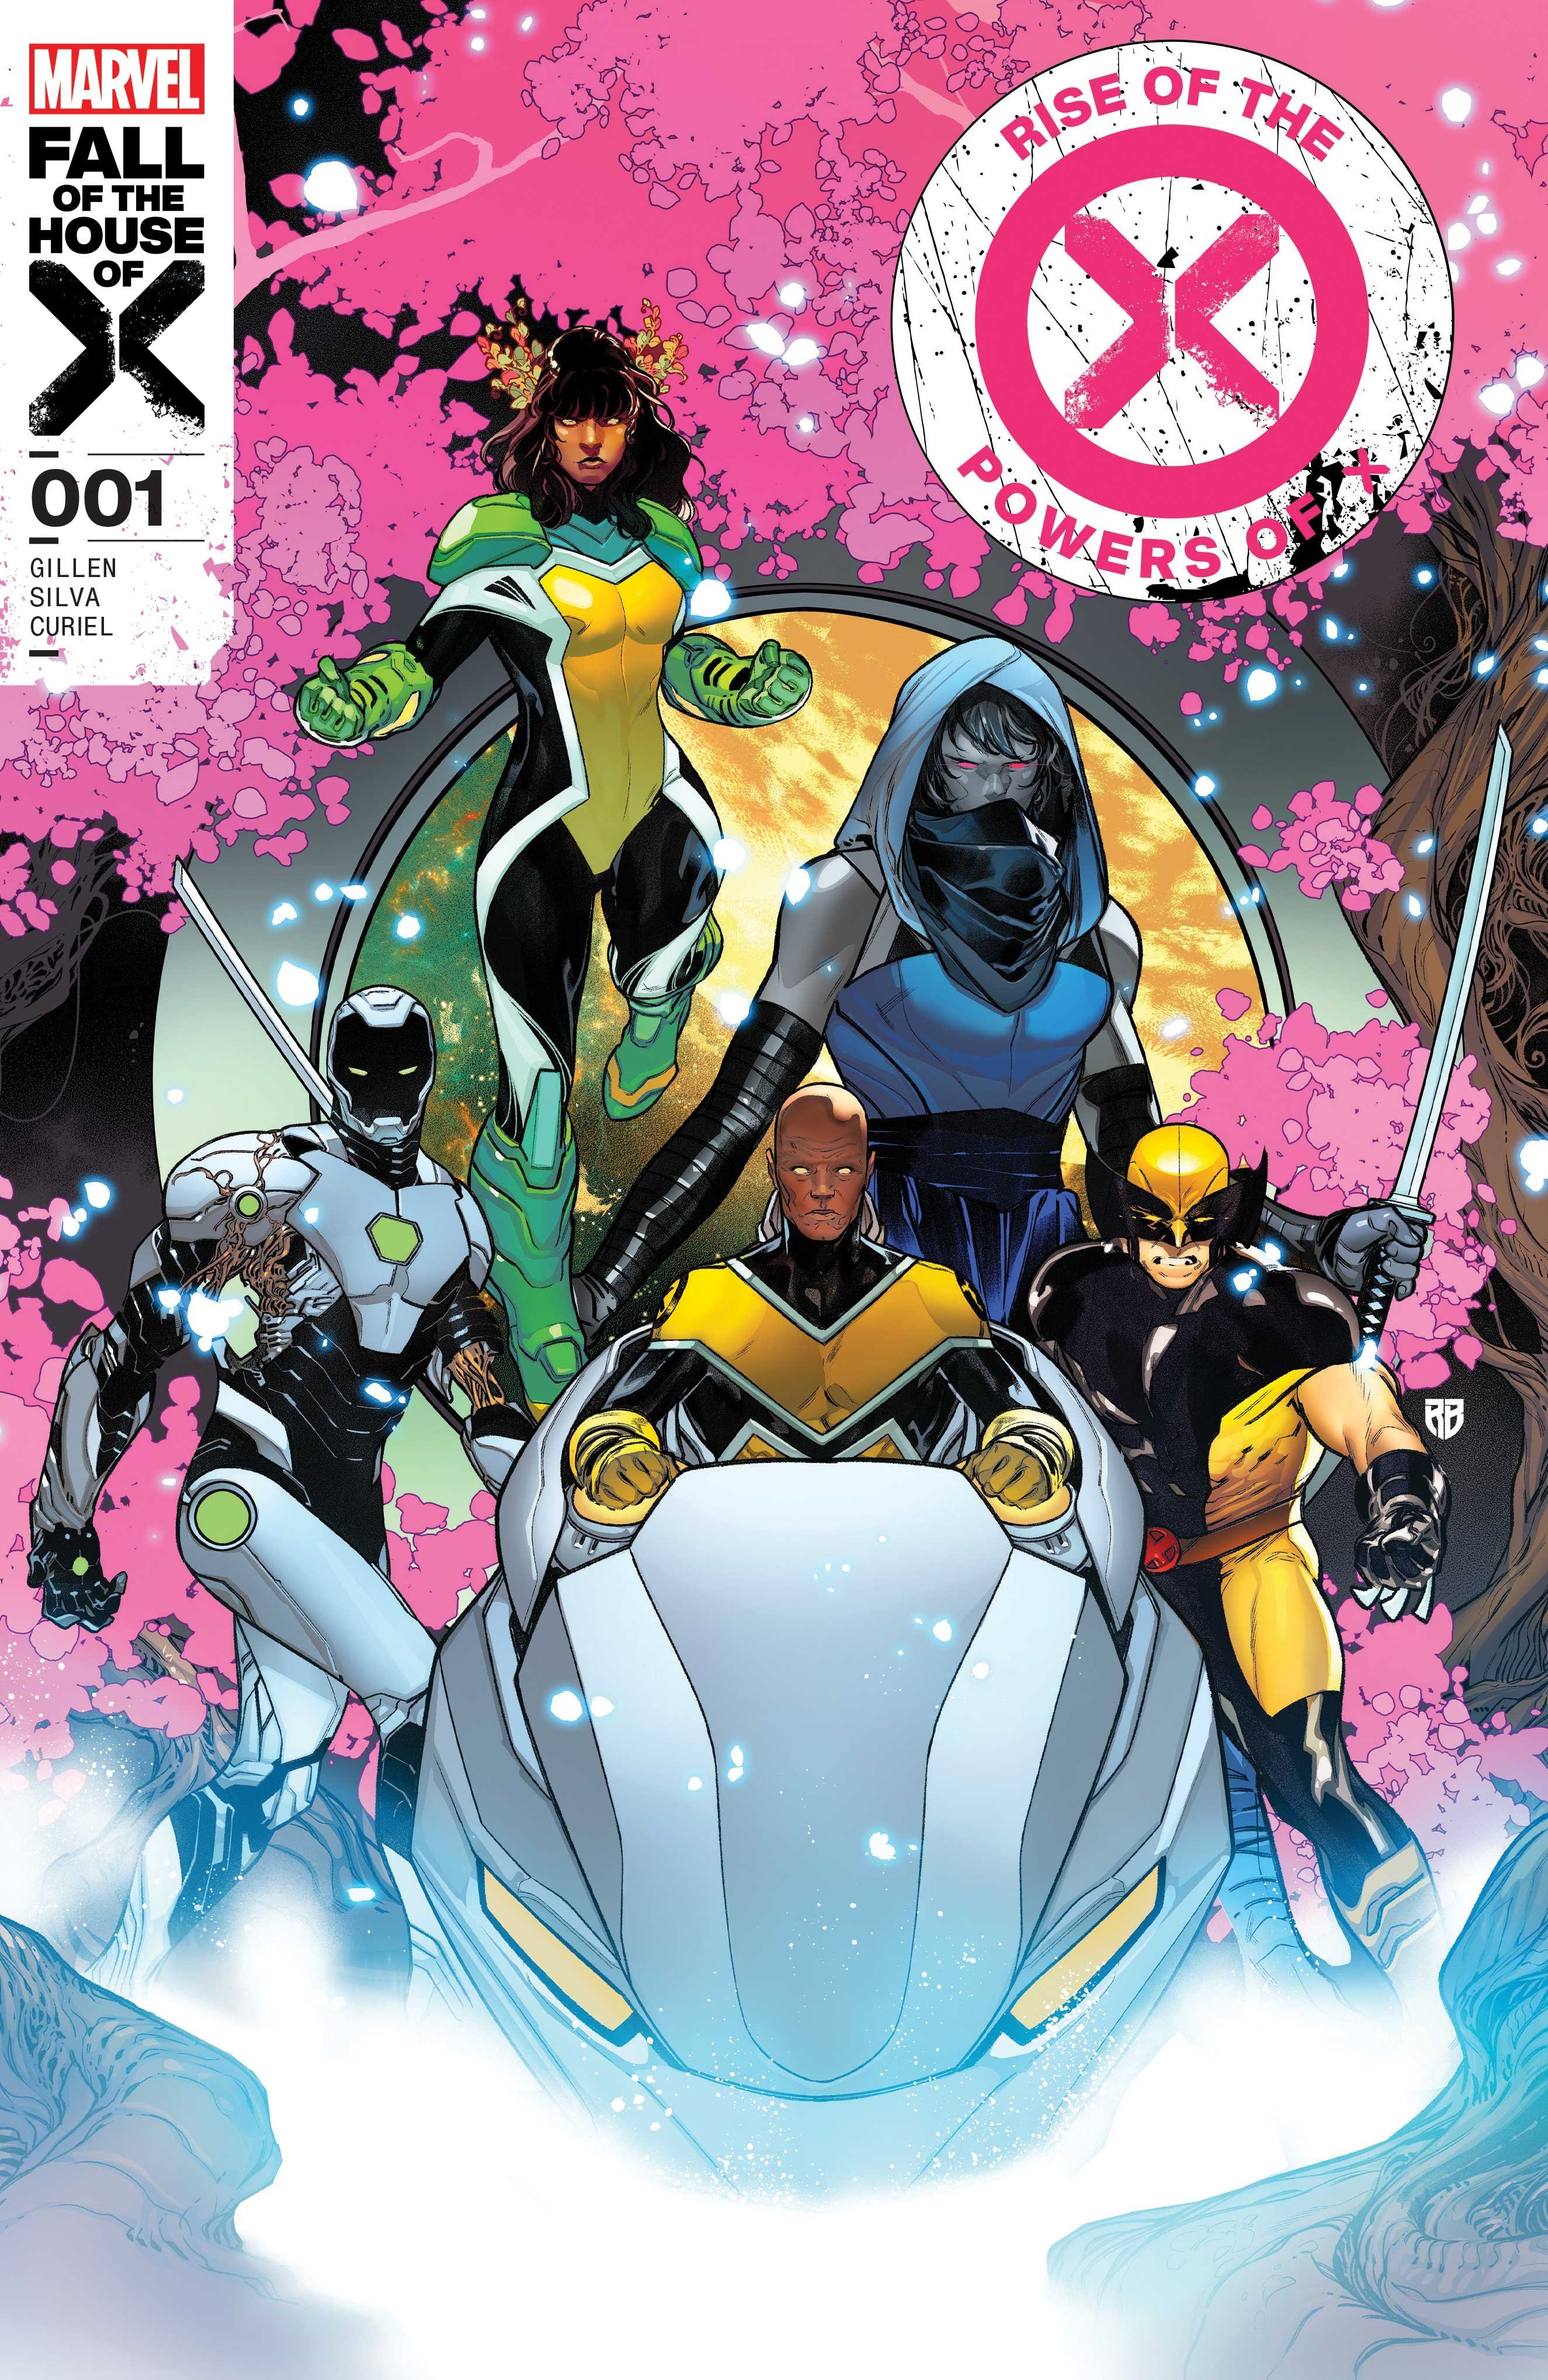 MARVEL
FALL
OF THE
HOUSE
OF
X
001
GILLEN
SILVA
CURIEL
RISE OF THE
X
POWERS OF X
RB